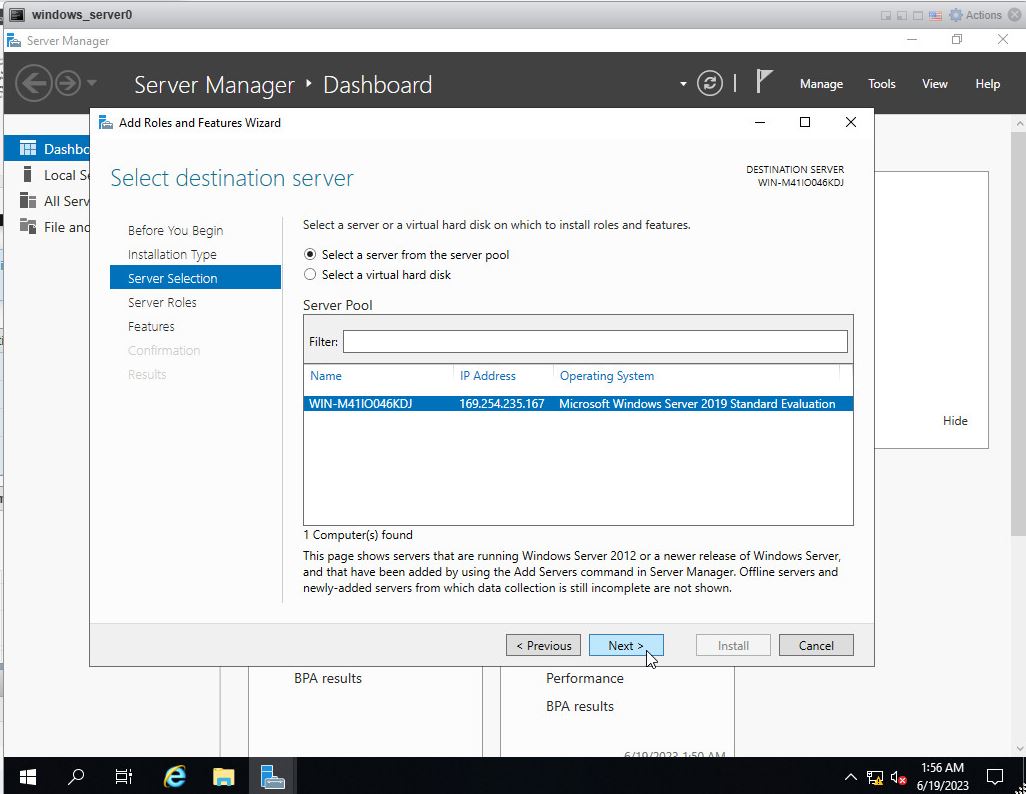 windows_server0
Actions
Server Manager
Server Manager
Dashboard
Manage
Tools
View
Help
Add Roles and Features Wizard
Dashbo
Local Se
All Serv
File and
Select destination server
DESTINATION SERVER
WIN-M41IO046KDJ
Before You Begin
Installation Type
Server Selection
Server Roles
Features
Confirmation
Results
Select a server or a virtual hard disk on which to install roles and features.
Select a server from the server pool
Select a virtual hard disk
Server Pool
Filter:
Name IP Address Operating System
WIN-M41IO046KDJ 169.254.235.167 Microsoft Windows Server 2019 Standard Evaluation
1 Computer(s) found
This page shows servers that are running Windows Server 2012 or a newer release of Windows Server,
and that have been added by using the Add Servers command in Server Manager. Offline servers and
newly-added servers from which data collection is still incomplete are not shown.
Hide
< Previous
Next >
Install
Cancel
BPA results
Performance
BPA results
6/19/2023 1:50 AM
1:56 AM
6/19/2023